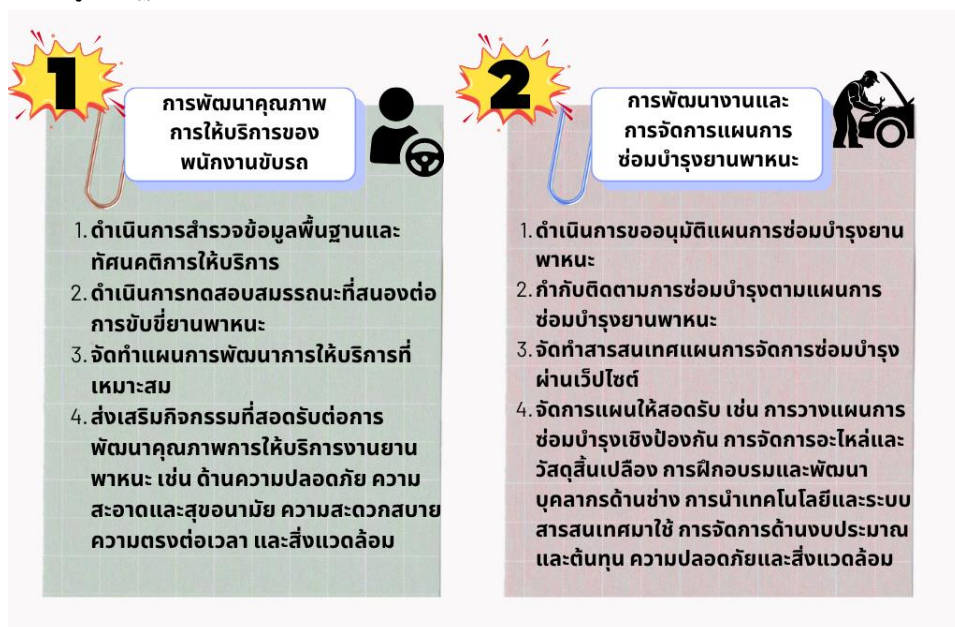 1
การพัฒนาคุณภาพ
การให้บริการของ
พนักงานขับรถ
1. ดำเนินการสำรวจข้อมูลพื้นฐานและ
ทัศนคติการให้บริการ
2. ดำเนินการทดสอบสมรรถนะที่สนองต่อ
การขับขี่ยานพาหนะ
3. จัดทำแผนการพัฒนาการให้บริการที่
เหมาะสม
4. ส่งเสริมกิจกรรมที่สอดรับต่อการ
พัฒนาคุณภาพการให้บริการงานยาน
พาหนะ เช่น ด้านความปลอดภัย ความ
สะอาดและสุขอนามัย ความสะดวกสบาย
ความตรงต่อเวลา และสิ่งแวดล้อม
2
การพัฒนางานและ
การจัดการแผนการ
ซ่อมบำรุงยานพาหนะ
1. ดำเนินการขออนุมัติแผนการซ่อมบำรุงยาน
พาหนะ
2. กำกับติดตามการซ่อมบำรุงตามแผนการ
ซ่อมบำรุงยานพาหนะ
3. จัดทำสารสนเทศแผนการจัดการซ่อมบำรุง
ผ่านเว็ปไซต์
4. จัดการแผนให้สอดรับ เช่น การวางแผนการ
ซ่อมบำรุงเชิงป้องกัน การจัดการอะไหล่และ
วัสดุสิ้นเปลือง การฝึกอบรมและพัฒนา
บุคลากรด้านช่าง การนำเทคโนโลยีและระบบ
สารสนเทศมาใช้ การจัดการด้านงบประมาณ
และต้นทุน ความปลอดภัยและสิ่งแวดล้อม